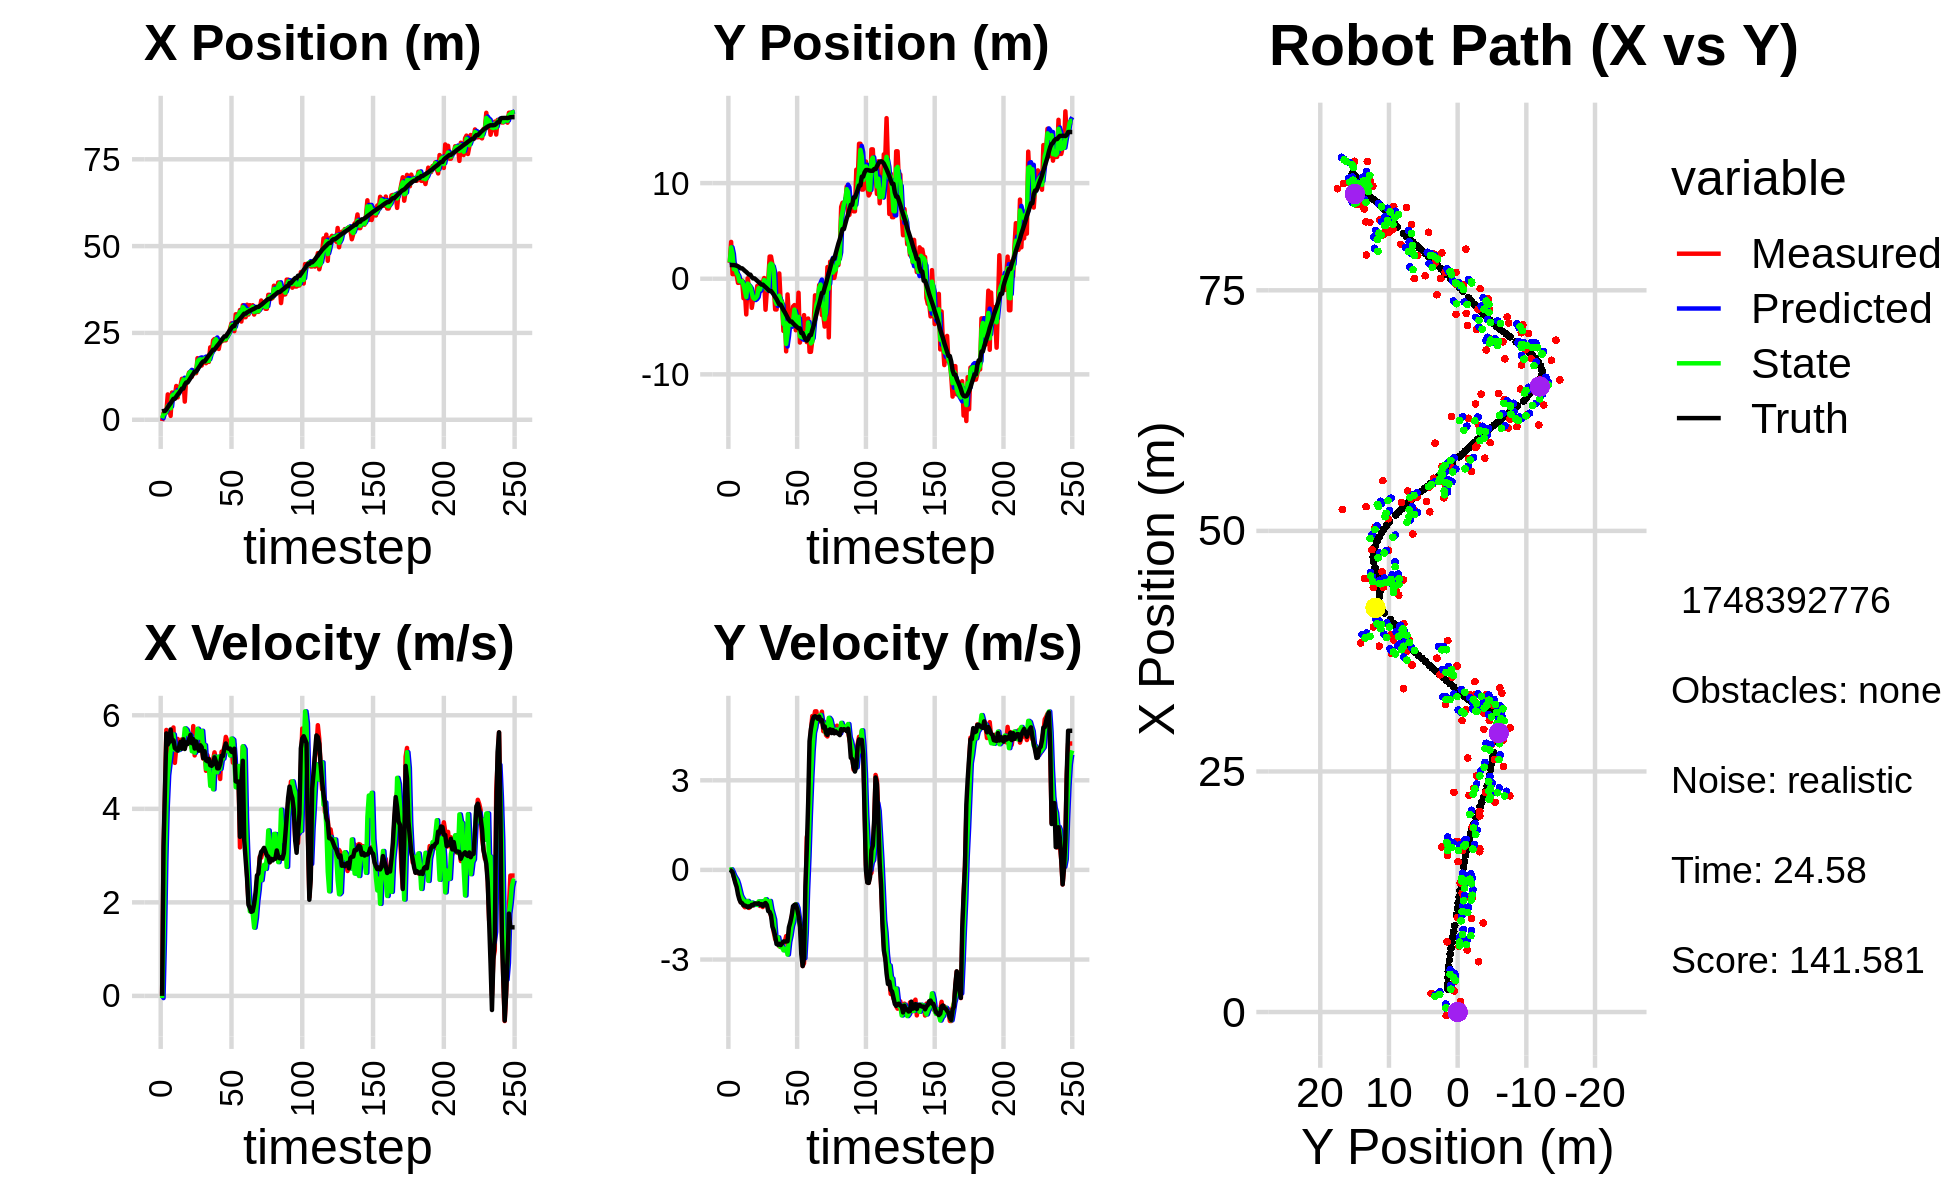 X Position (m)
75
50
25
0
0
50
100
150
200
250
timestep
Y Position (m)
10
0
-10
0
50
100
150
200
250
timestep
X Velocity (m/s)
6
4
2
0
0
50
100
150
200
250
timestep
Y Velocity (m/s)
3
0
-3
0
50
100
150
200
250
timestep
Robot Path (X vs Y)
X Position (m)
75
50
25
0
20 10 0 -10 -20
Y Position (m)
variable
Measured
Predicted
State
Truth
1748392776
Obstacles: none
Noise: realistic
Time: 24.58
Score: 141.581